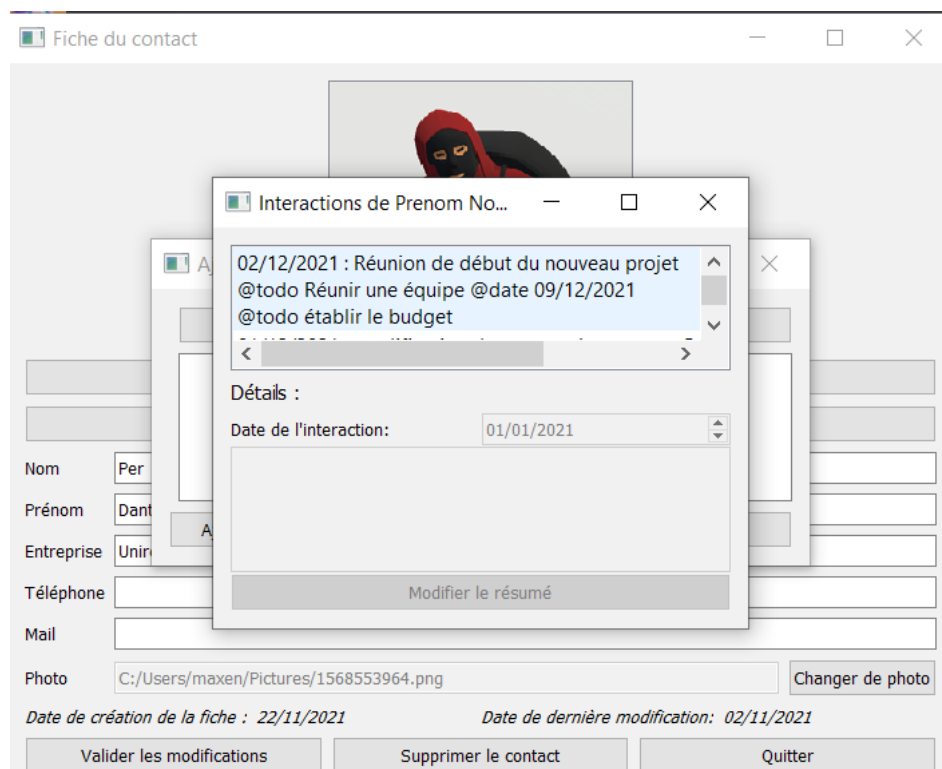 Fiche du contact
Interactions de Prenom No...
02/12/2021 : Réunion de début du nouveau projet
@todo Réunir une équipe @date 09/12/2021
@todo établir le budget
Détails :
Date de l'interaction: 01/01/2021
Modifier le résumé
Nom Per
Prénom Dant
Entreprise Unir
Téléphone
Mail
Photo C:/Users/maxen/Pictures/1568553964.png Changer de photo
Date de création de la fiche : 22/11/2021 Date de dernière modification: 02/11/2021
Valider les modifications Supprimer le contact Quitter